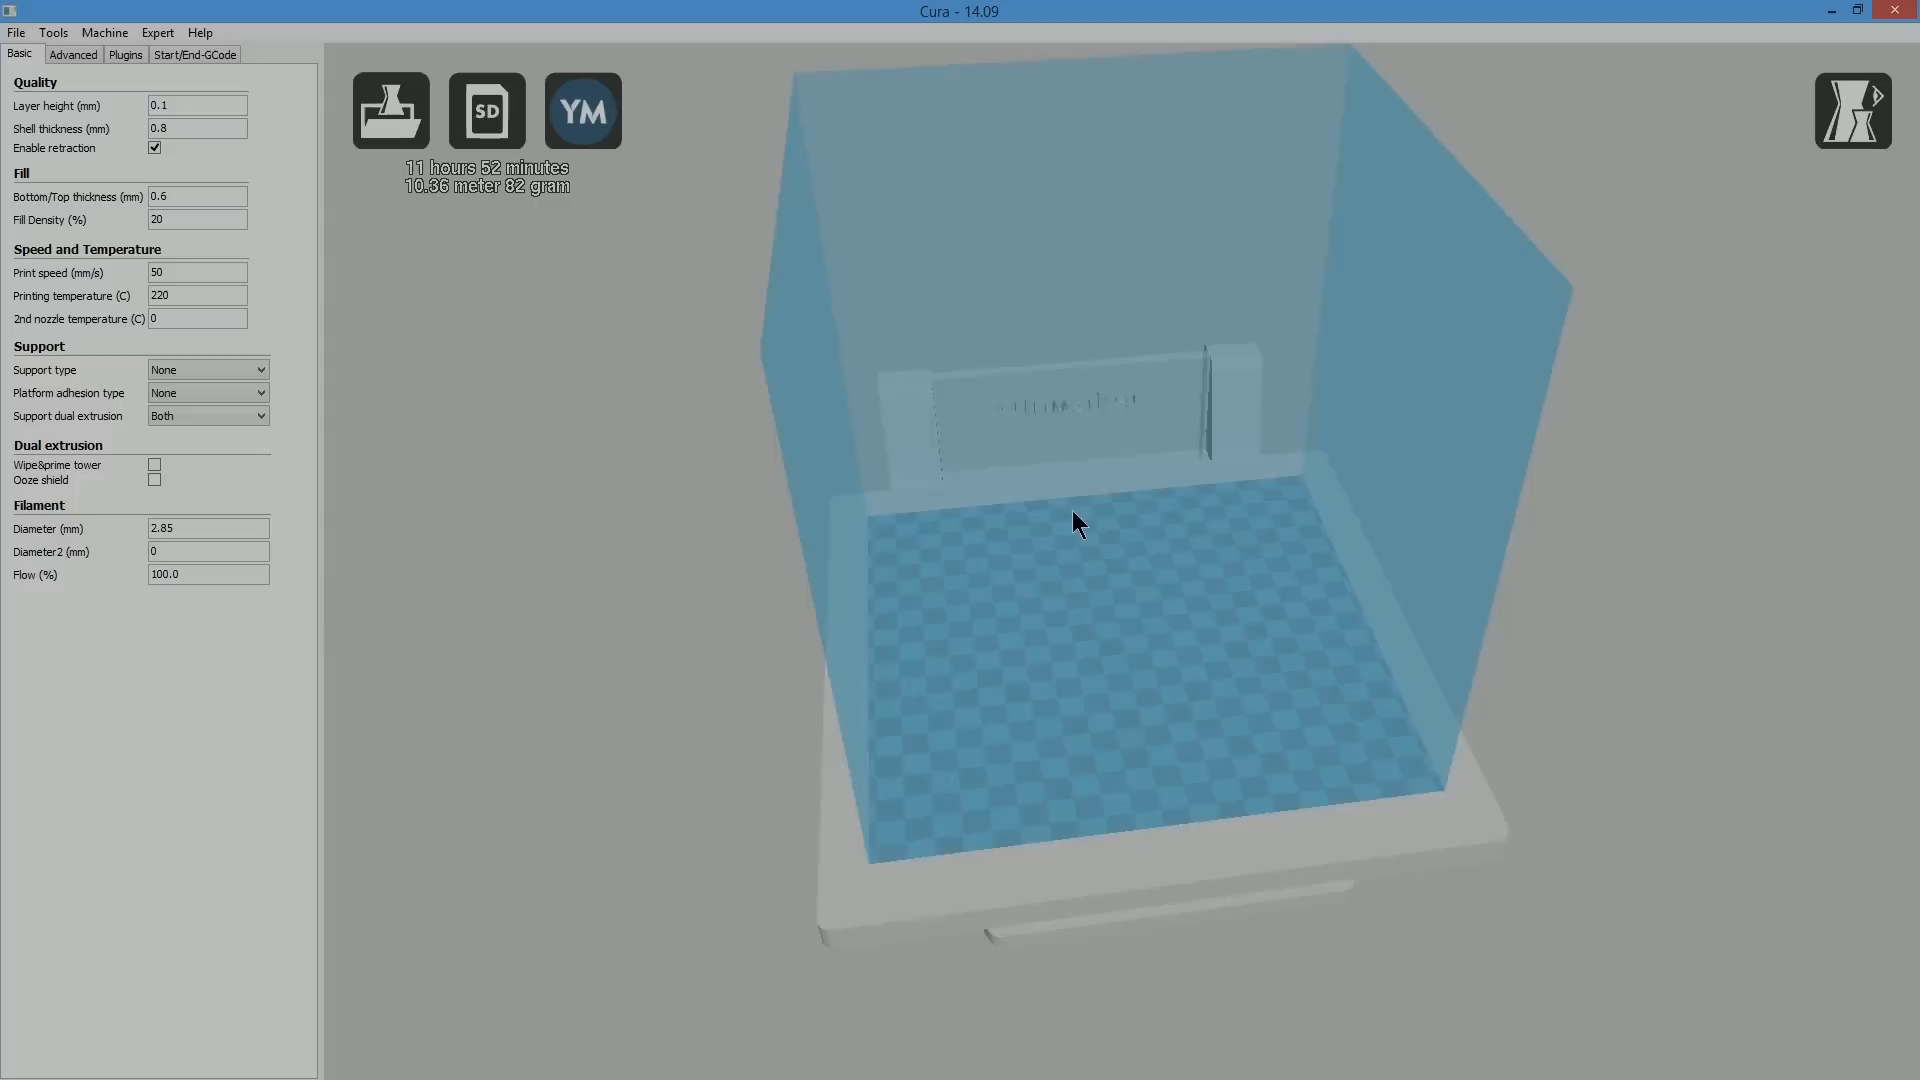 Cura - 14.09
File Tools Machine Expert Help
Basic Advanced Plugins Start/End-GCode
Quality
Layer height (mm) 0.1
Shell thickness (mm) 0.8
Enable retraction
Fill
Bottom/Top thickness (mm) 0.6
Fill Density (%) 20
Speed and Temperature
Print speed (mm/s) 50
Printing temperature (C) 220
2nd nozzle temperature (C) 0
Support
Support type None
Platform adhesion type None
Support dual extrusion Both
Dual extrusion
Wipe&prime tower
Ooze shield
Filament
Diameter (mm) 2.85
Diameter2 (mm) 0
Flow (%) 100.0
SD
YM
11 hours 52 minutes
10.36 meter 82 gram